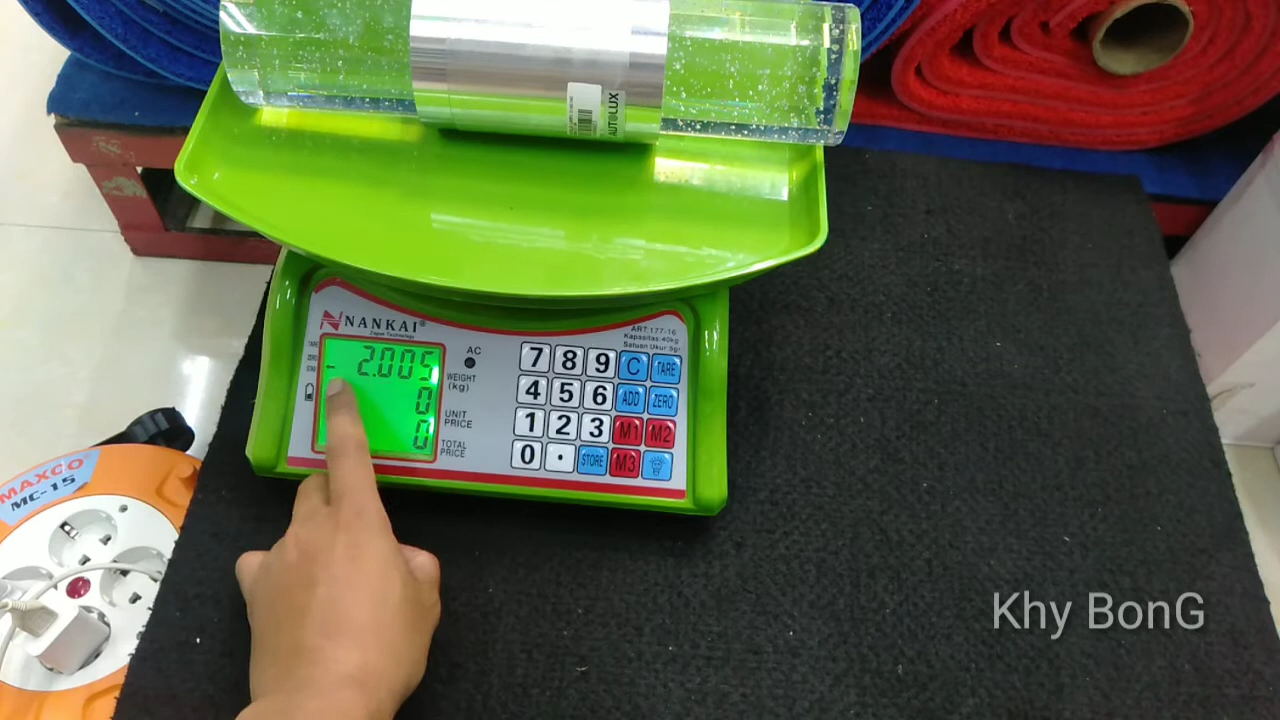 AUTOLUX
NANKAI®
Japan Technology
ART:177-16
Kapasitas:40kg
Satuan Ukur:5gr
TARE
ZERO
2.005
0
0
AC
WEIGHT
(kg)
UNIT
PRICE
TOTAL
PRICE
7 8 9 C TARE
4 5 6 ADD ZERO
1 2 3 M1 M2
0 . STORE M3
MAXCO®
MC-15
Khy BonG